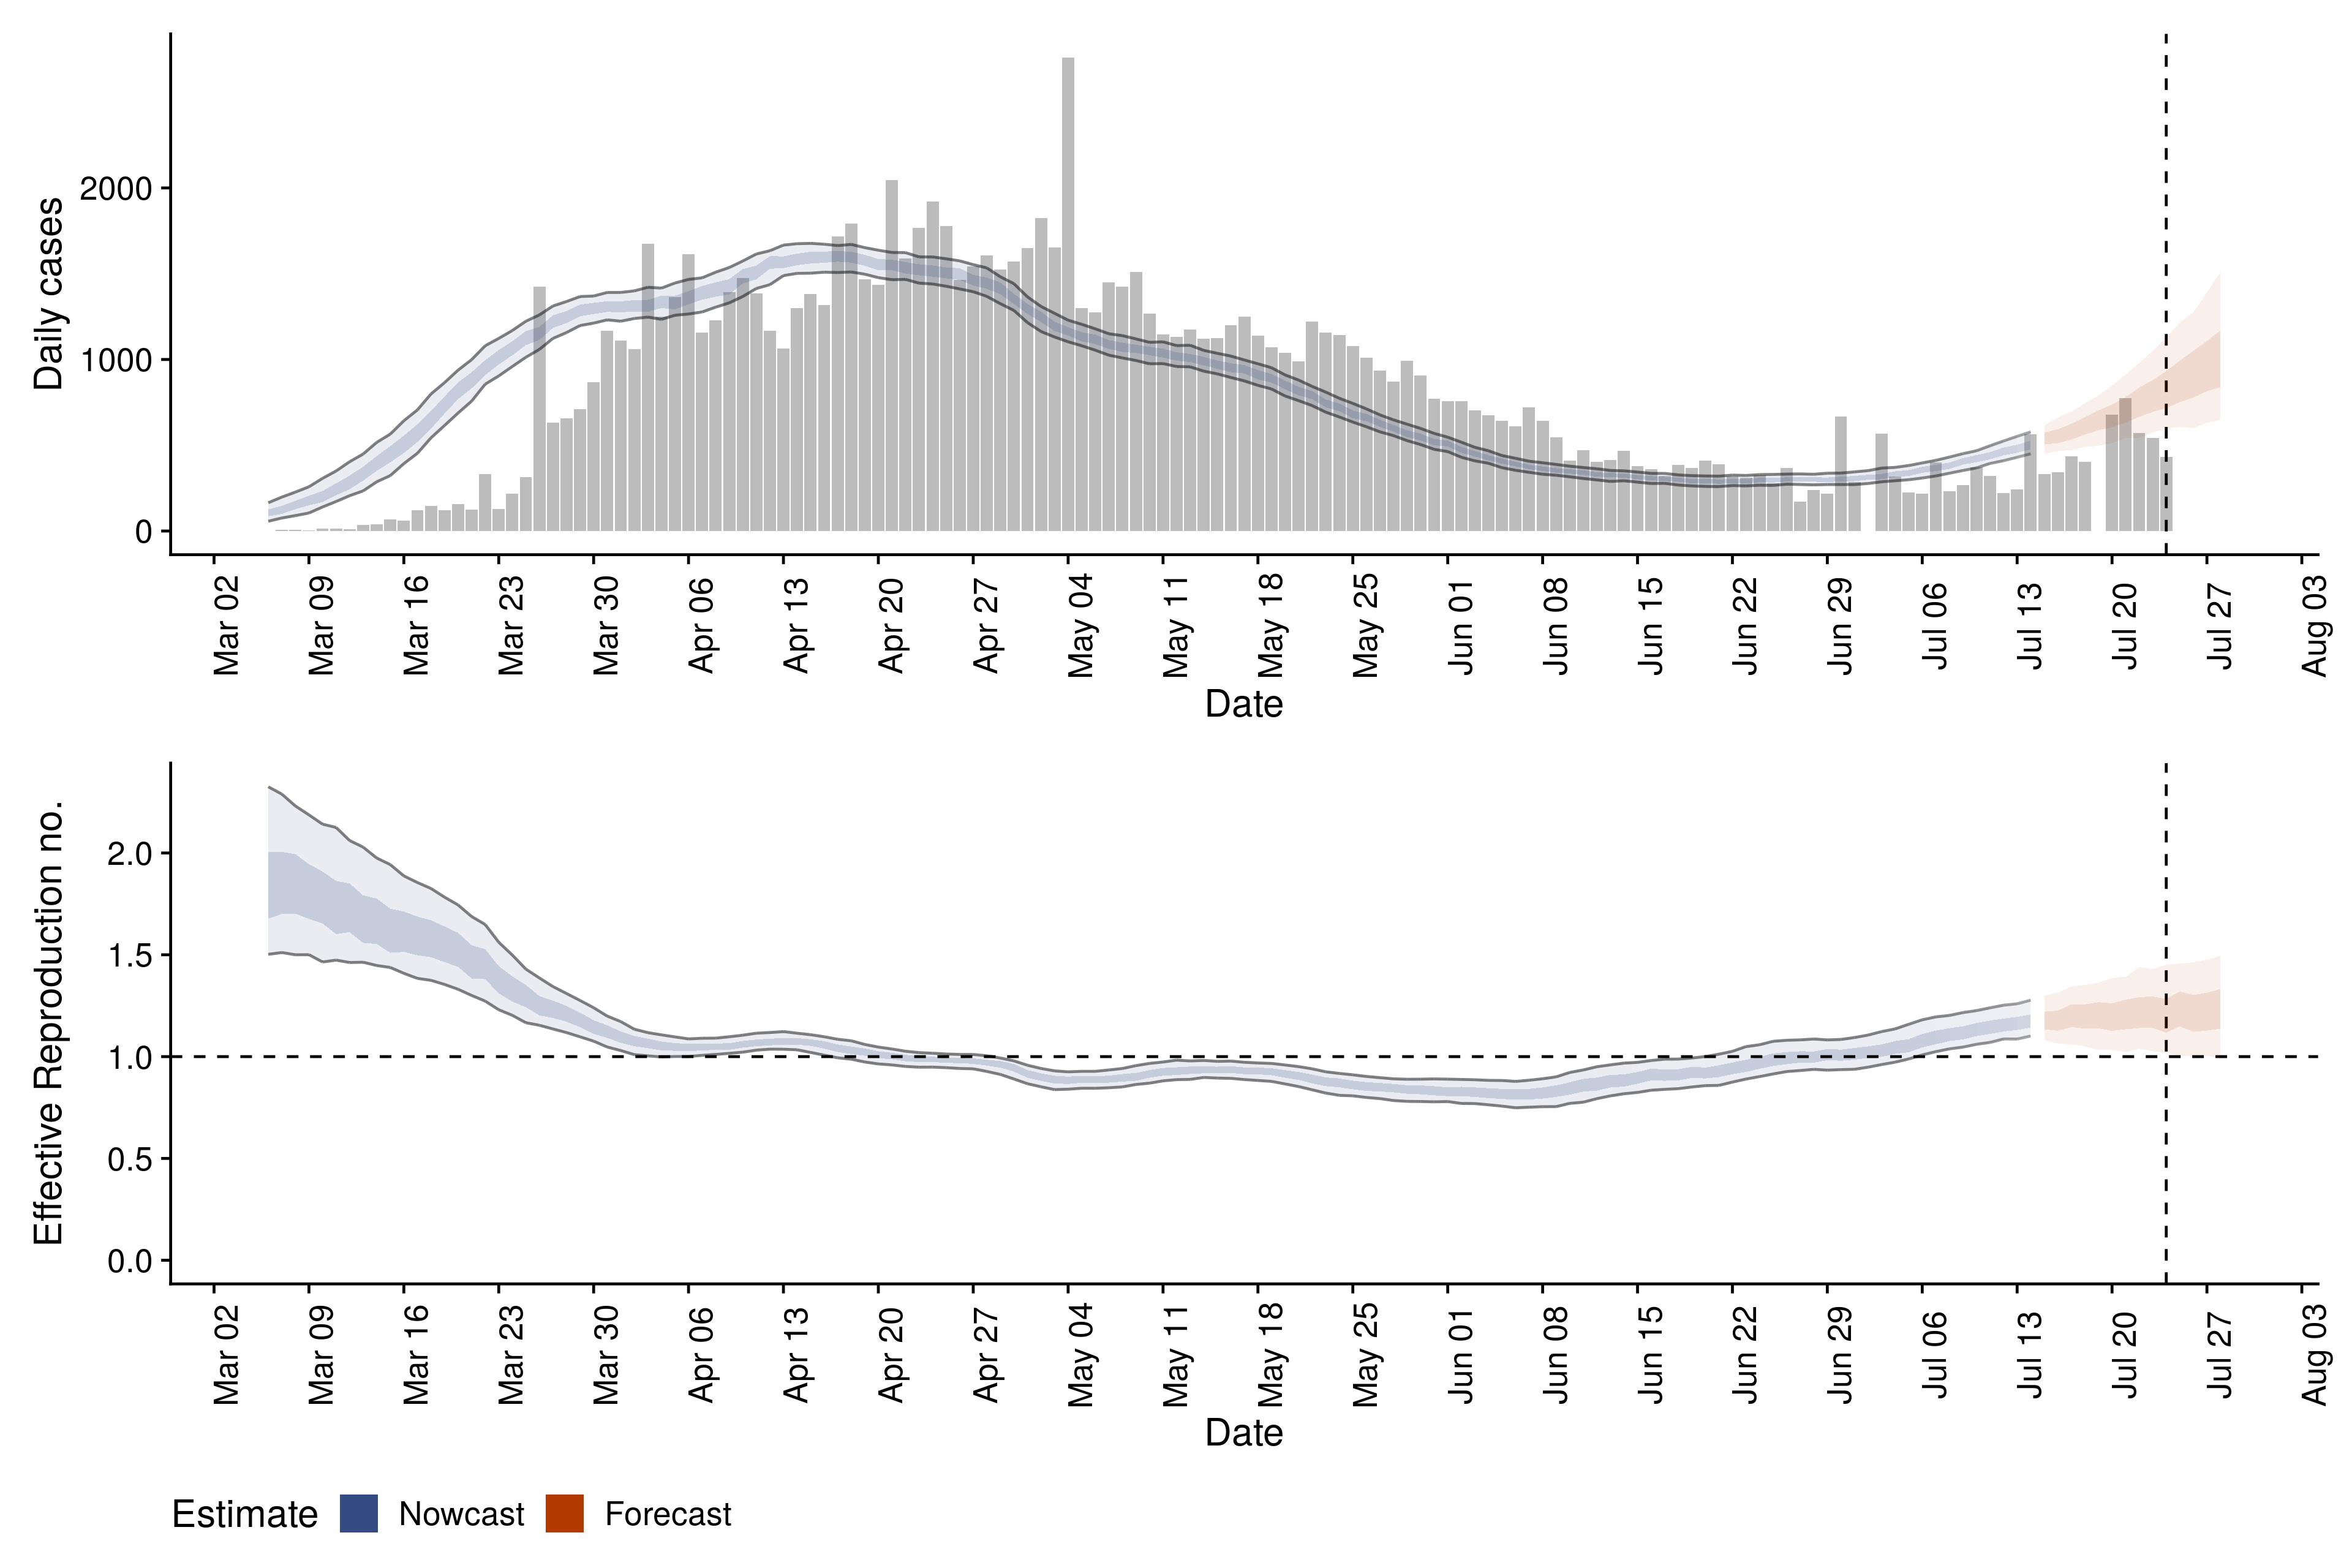 Daily cases
2000
1000
0
Mar 02
Mar 09
Mar 16
Mar 23
Mar 30
Apr 06
Apr 13
Apr 20
Apr 27
May 04
May 11
May 18
May 25
Jun 01
Jun 08
Jun 15
Jun 22
Jun 29
Jul 06
Jul 13
Jul 20
Jul 27
Aug 03
Date
Effective Reproduction no.
2.0
1.5
1.0
0.5
0.0
Mar 02
Mar 09
Mar 16
Mar 23
Mar 30
Apr 06
Apr 13
Apr 20
Apr 27
May 04
May 11
May 18
May 25
Jun 01
Jun 08
Jun 15
Jun 22
Jun 29
Jul 06
Jul 13
Jul 20
Jul 27
Aug 03
Date
Estimate Nowcast Forecast